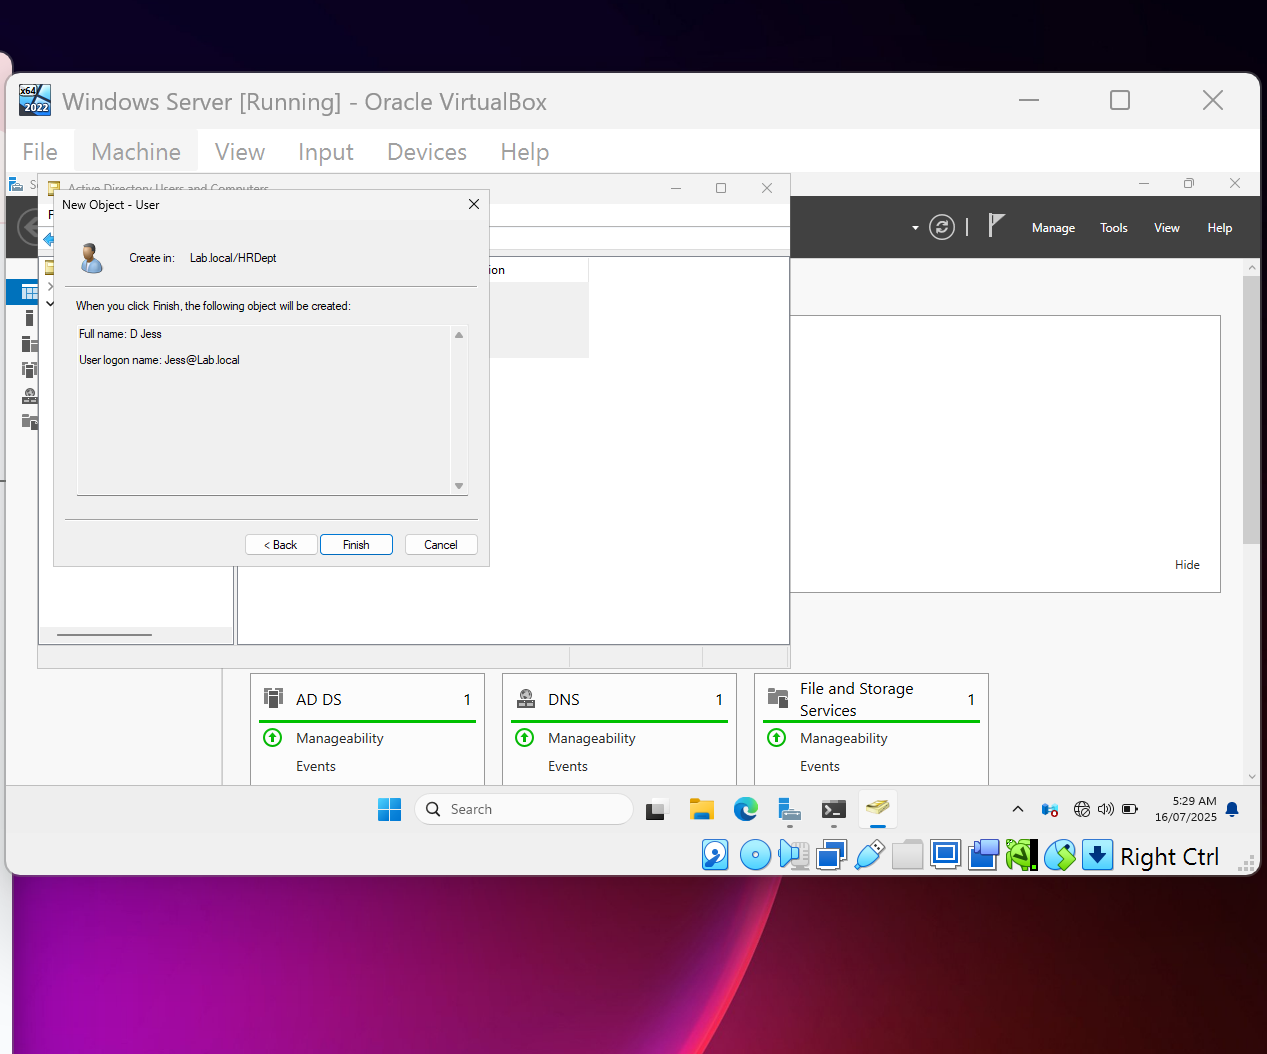 x64
2022
Windows Server [Running] - Oracle VirtualBox
File Machine View Input Devices Help
Active Directory Users and Computers
New Object - User
Manage Tools View Help
Create in: Lab.local/HRDept
When you click Finish, the following object will be created:
Full name: D Jess
User logon name: Jess@Lab.local
< Back Finish Cancel
Hide
AD DS 1
Manageability
Events
DNS 1
Manageability
Events
File and Storage
Services 1
Manageability
Events
Search
5:29 AM
16/07/2025
Right Ctrl